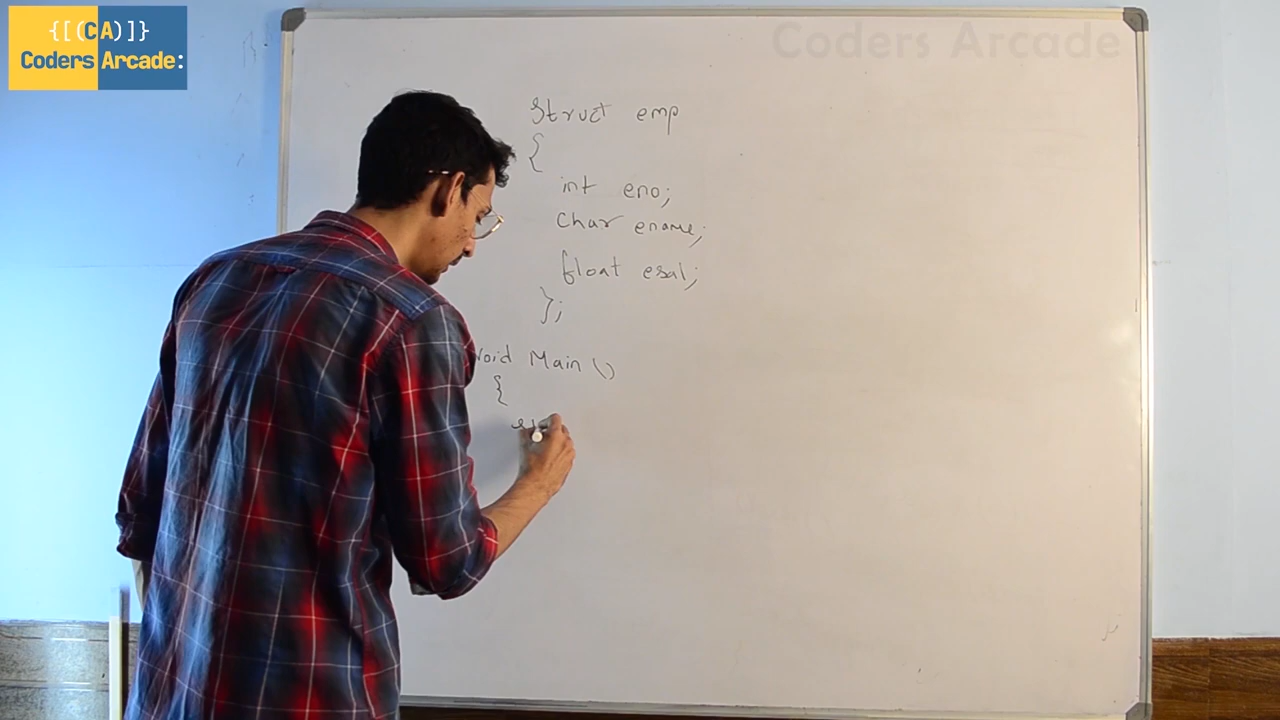 {[(CA)]}
Coders Arcade:
Coders Arcade
Struct emp
{
int eno;
char ename;
float esal;
};
void Main ()
{